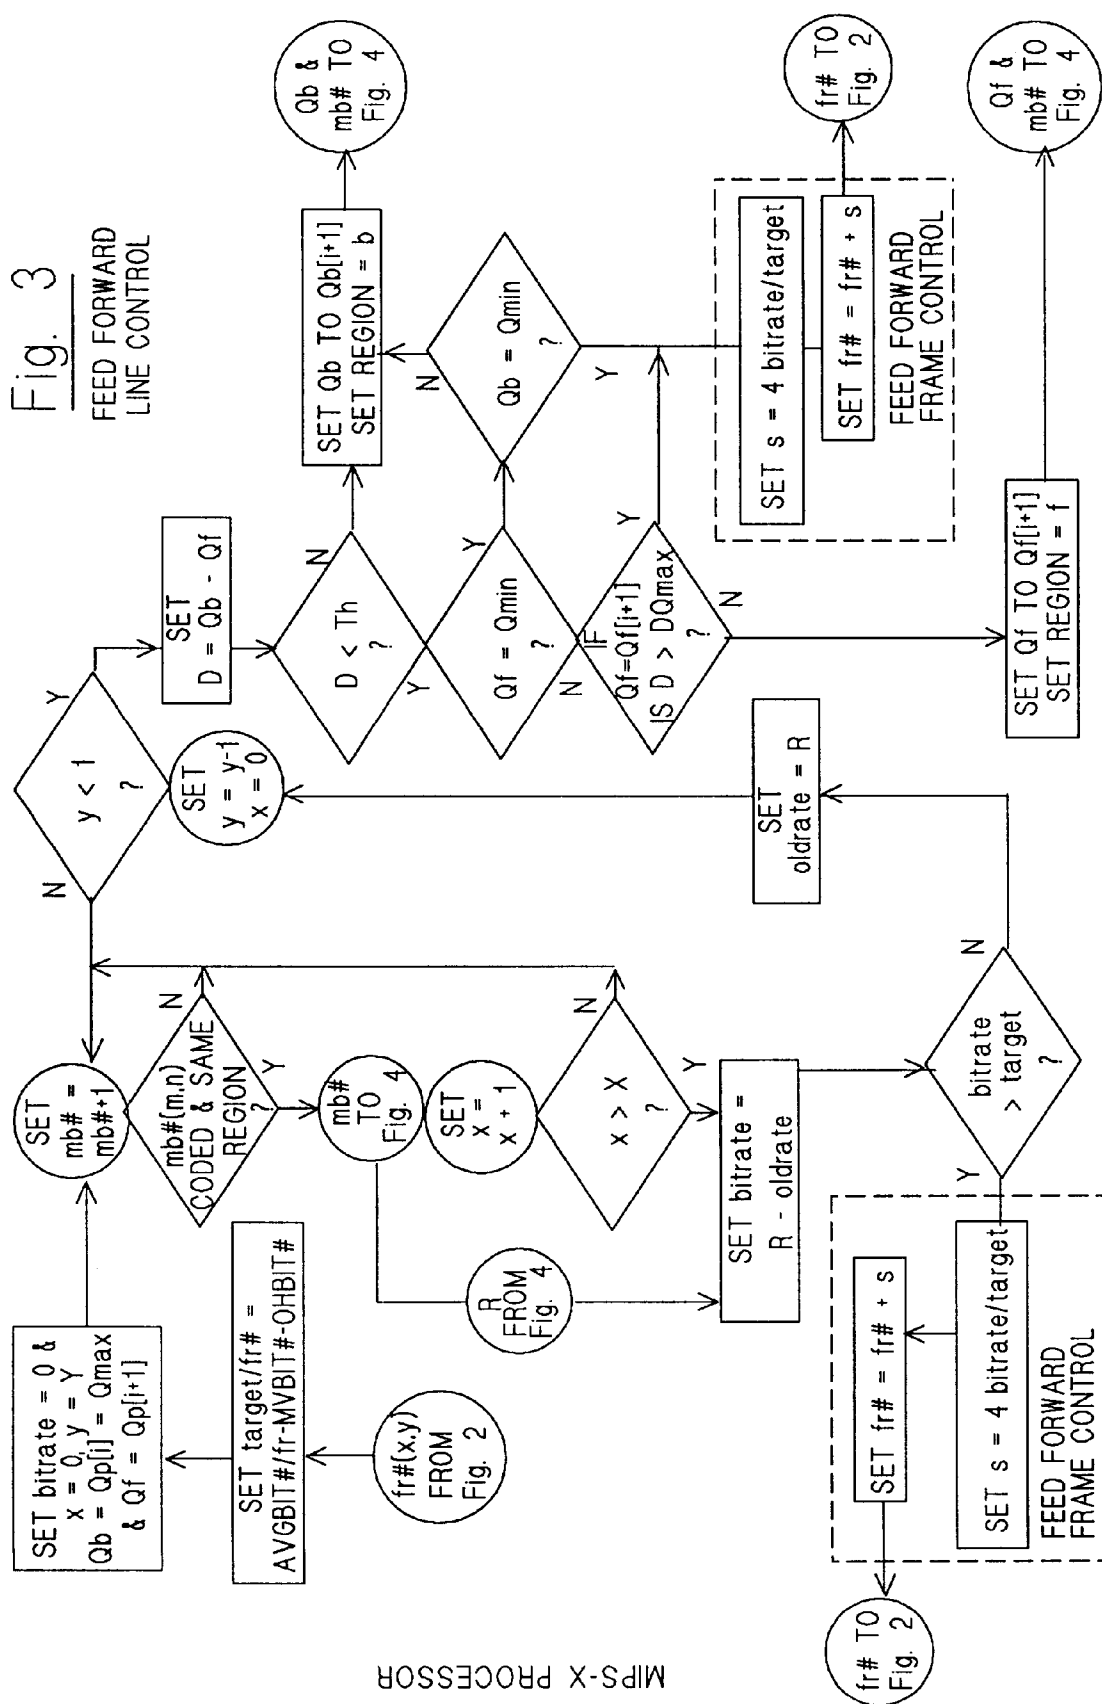 Fig. 3
FEED FORWARD
LINE CONTROL
MIPS-X PROCESSOR
fr#(x,y)
FROM
Fig. 2
SET target/fr# =
AVGBIT#/fr-MVBIT#-OHBIT#
SET bitrate = 0 &
x = 0, y = Y
Qb = Qp[i] = Qmax
& Qf = Qp[i+1]
SET
mb# =
mb#+1
mb#(m,n)
CODED & SAME
REGION
?
N
Y
mb#
TO
Fig. 4
SET
x =
x + 1
x > X
?
N
Y
R
FROM
Fig. 4
SET bitrate =
R - oldrate
bitrate
> target
?
Y
N
SET s = 4 bitrate/target
SET fr# = fr# + s
FEED FORWARD
FRAME CONTROL
fr# TO
Fig. 2
SET
oldrate = R
SET
y = y-1
x = 0
y < 1
?
N
Y
SET
D = Qb - Qf
D < Th
?
N
Y
SET Qb TO Qb[i+1]
SET REGION = b
Qb &
mb# TO
Fig. 4
Qf = Qmin
?
Y
N
Qb = Qmin
?
N
Y
IF
Qf=Qf[i+1]
IS D > DQmax
?
Y
N
SET s = 4 bitrate/target
SET fr# = fr# + s
FEED FORWARD
FRAME CONTROL
fr# TO
Fig. 2
SET Qf TO Qf[i+1]
SET REGION = f
Qf &
mb# TO
Fig. 4